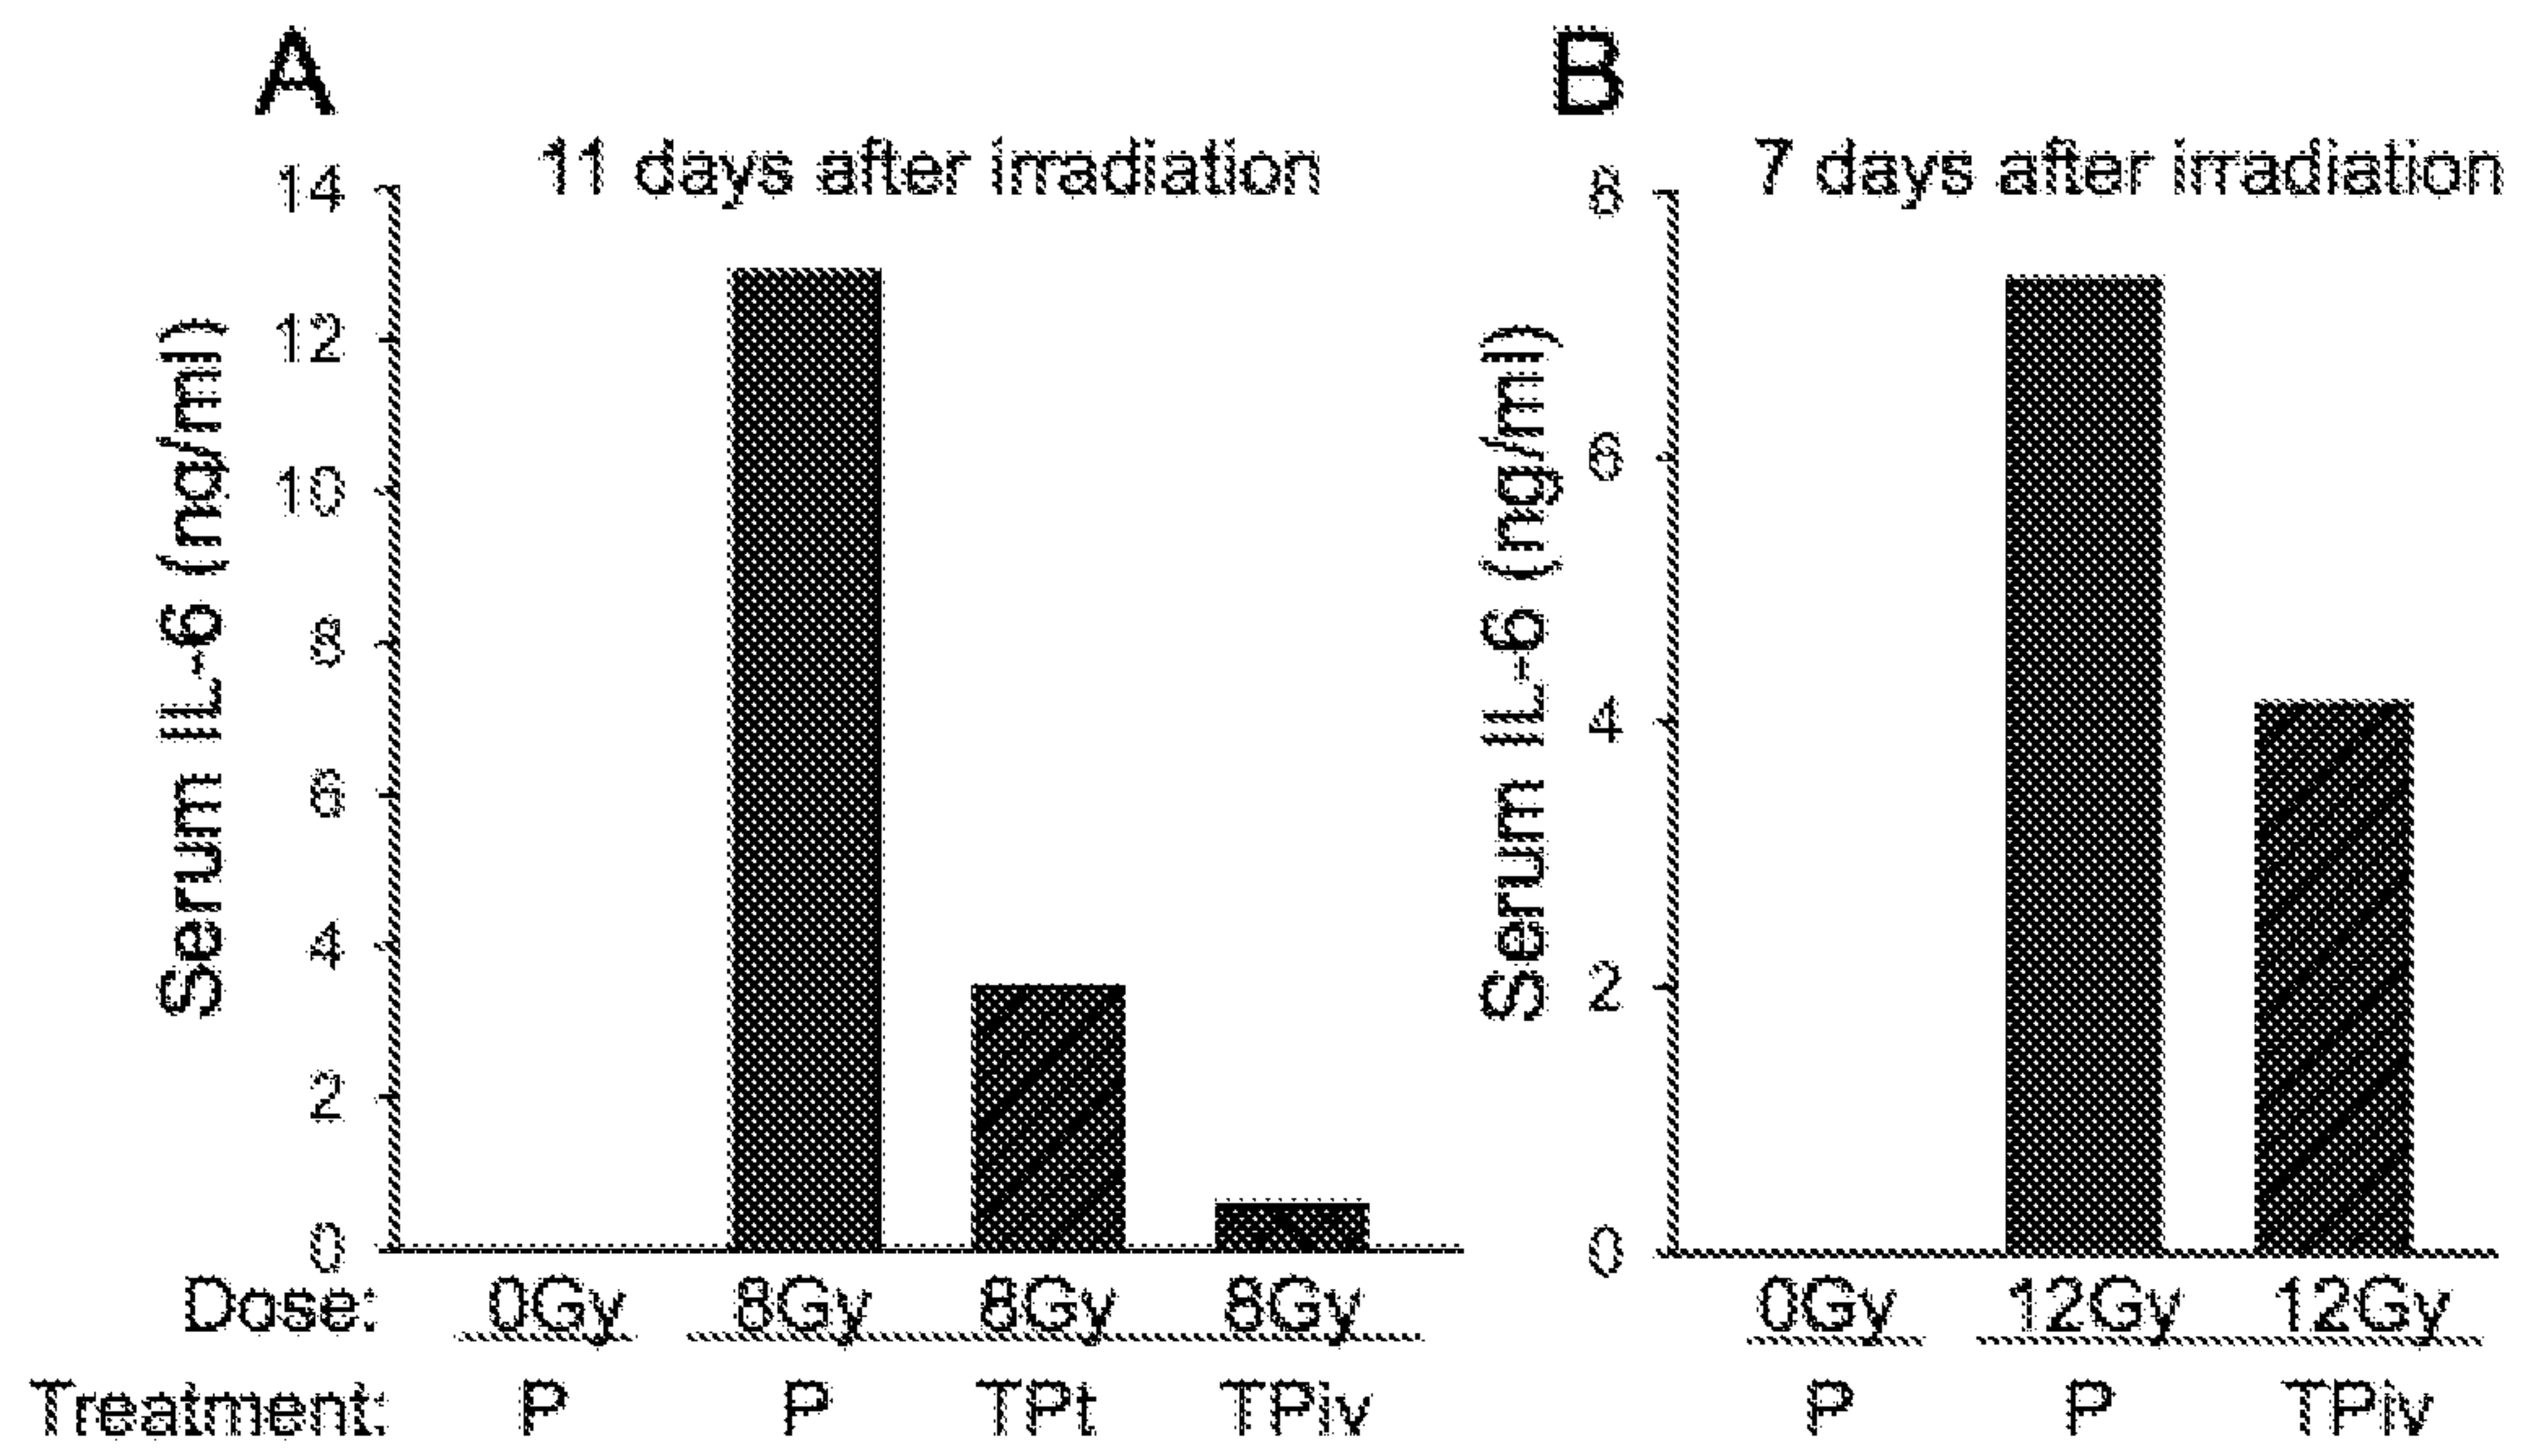 A
11 days after irradiation
Serum IL-6 (ng/ml)
14
12
10
8
6
4
2
0
Dose: 0Gy 8Gy 8Gy 8Gy
Treatment: P P TPt TPiv
B
7 days after irradiation
Serum IL-6 (ng/ml)
8
6
4
2
0
0Gy 12Gy 12Gy
P P TPiv